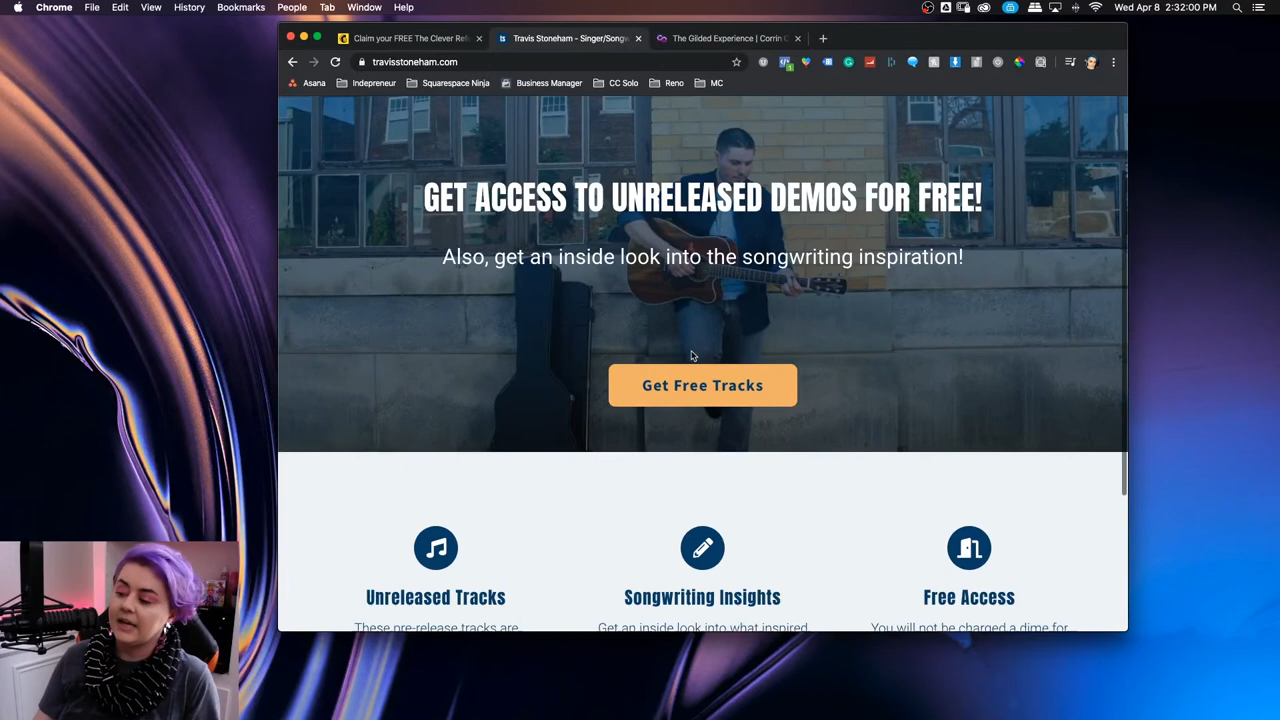 Chrome File Edit View History Bookmarks People Tab Window Help
Wed Apr 8 2:32:00 PM
Claim your FREE The Clever Ref
Travis Stoneham - Singer/Songw
The Gilded Experience | Corrin C
travisstoneham.com
Asana Indepreneur Squarespace Ninja Business Manager CC Solo Reno MC
GET ACCESS TO UNRELEASED DEMOS FOR FREE!
Also, get an inside look into the songwriting inspiration!
Get Free Tracks
Unreleased Tracks
Songwriting Insights
Free Access
These pre-release tracks are
Get an inside look into what inspired
You will not be charged a dime for